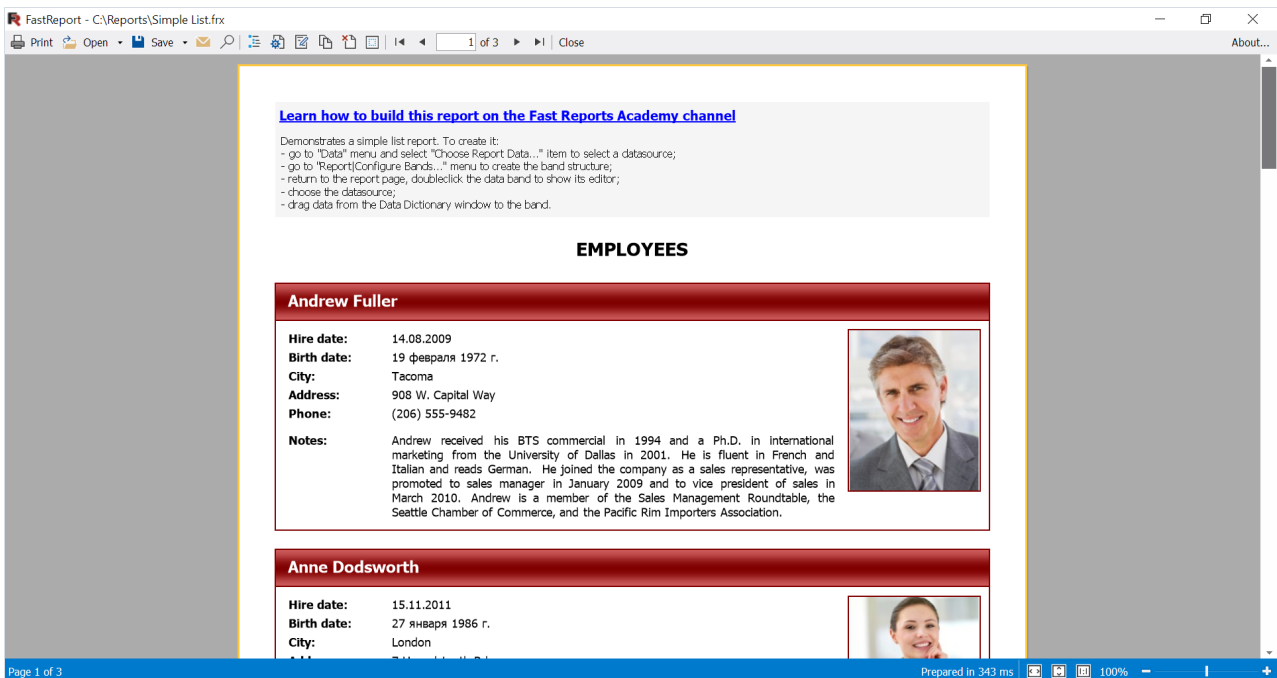 FastReport - C:\Reports\Simple List.frx
Print Open Save 1 of 3 Close About...
Learn how to build this report on the Fast Reports Academy channel
Demonstrates a simple list report. To create it:
- go to "Data" menu and select "Choose Report Data..." item to select a datasource;
- go to "Report|Configure Bands..." menu to create the band structure;
- return to the report page, doubleclick the data band to show its editor;
- choose the datasource;
- drag data from the Data Dictionary window to the band.
EMPLOYEES
Andrew Fuller
Hire date: 14.08.2009
Birth date: 19 февраля 1972 г.
City: Tacoma
Address: 908 W. Capital Way
Phone: (206) 555-9482
Notes: Andrew received his BTS commercial in 1994 and a Ph.D. in international
marketing from the University of Dallas in 2001. He is fluent in French and
Italian and reads German. He joined the company as a sales representative, was
promoted to sales manager in January 2009 and to vice president of sales in
March 2010. Andrew is a member of the Sales Management Roundtable, the
Seattle Chamber of Commerce, and the Pacific Rim Importers Association.
Anne Dodsworth
Hire date: 15.11.2011
Birth date: 27 января 1986 г.
City: London
Page 1 of 3 Prepared in 343 ms 100%